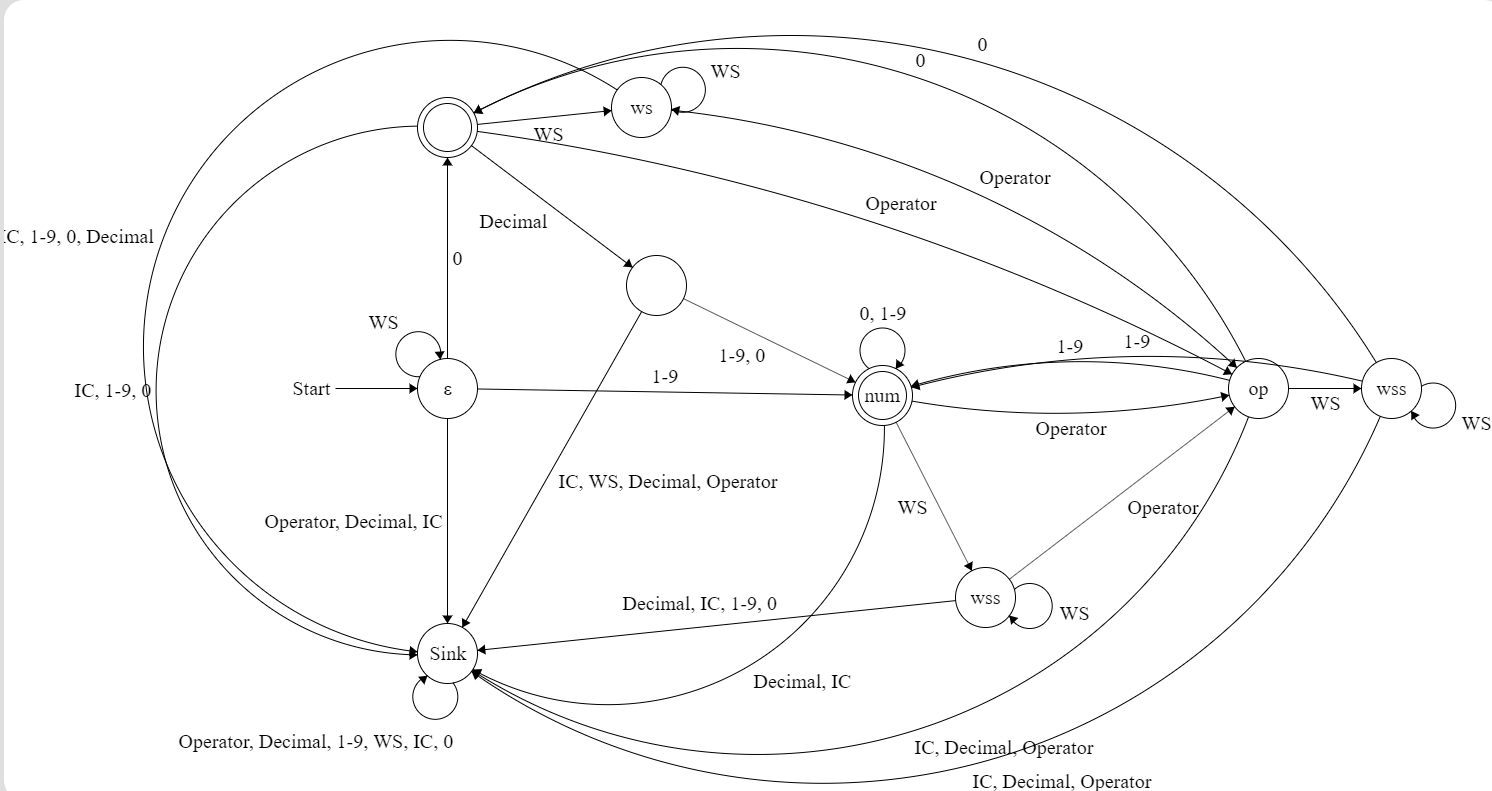 0
0
WS
ws
WS
Operator
Operator
Decimal
C, 1-9, 0, Decimal
0
WS
0, 1-9
1-9
1-9
1-9, 0
1-9
Start
ε
num
op
WS
wss
WS
IC, 1-9, 0
Operator
IC, WS, Decimal, Operator
WS
Operator
Operator, Decimal, IC
wss
WS
Decimal, IC, 1-9, 0
Sink
Decimal, IC
Operator, Decimal, 1-9, WS, IC, 0
IC, Decimal, Operator
IC, Decimal, Operator